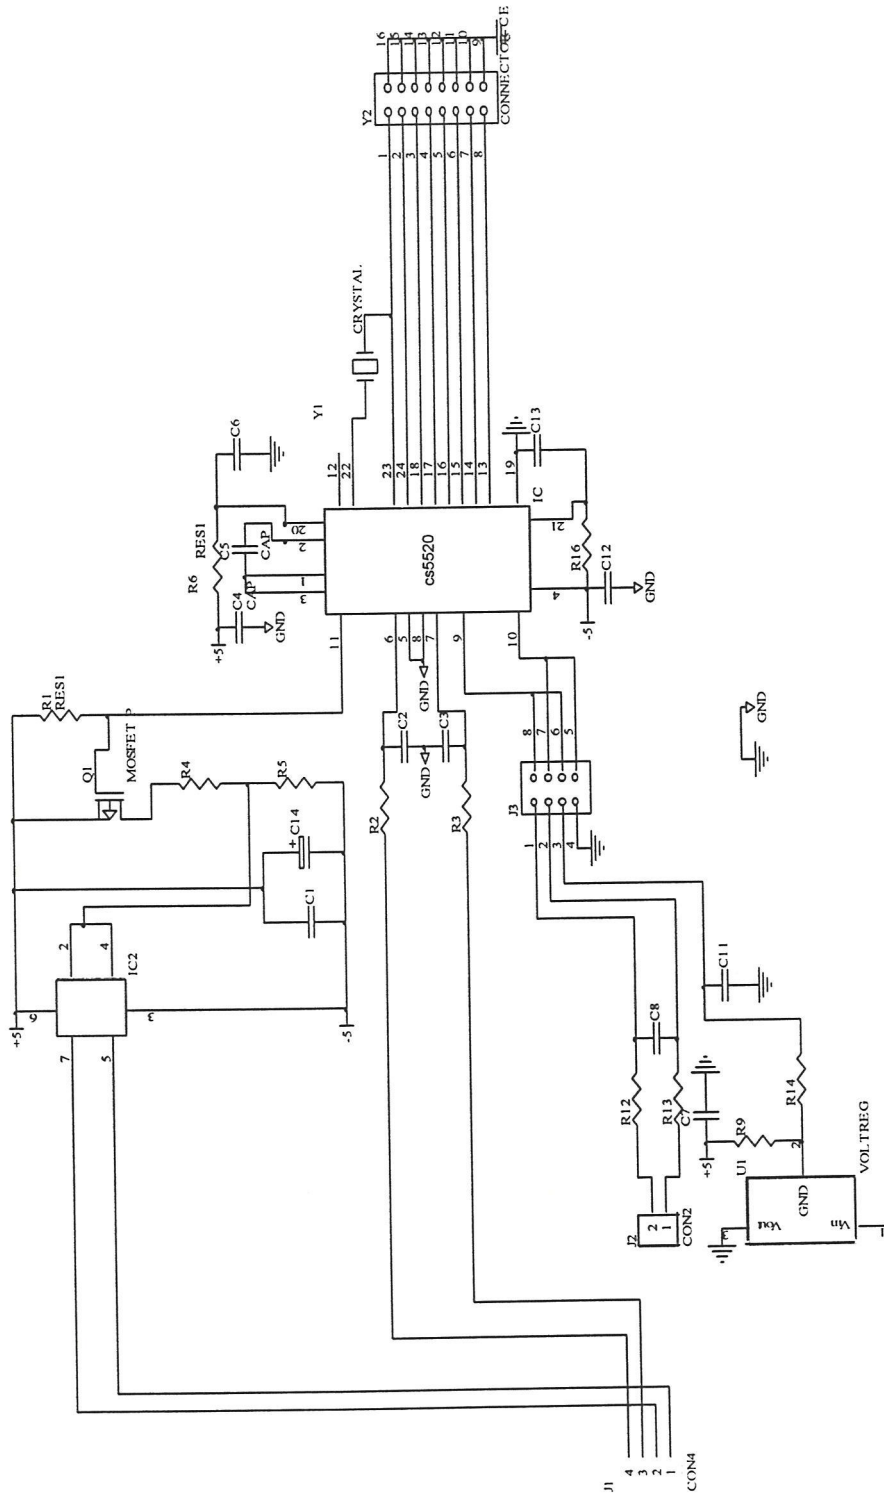 16
15
14
13
12
11
10
9
Y2
CONNECTOR
CE
1
2
3
4
5
6
7
8
CRYSTAL
Y1
C6
12
22
23
24
18
17
16
15
14
13
19
C13
IC
RES1
C5
CAP
20
2
R6
cs5520
21
R16
C4
CAP
1
3
C12
+5
GND
4
-5
GND
11
6
5
8
7
9
10
R1
RES1
MOSFET P
Q1
GND
C2
C3
GND
8
7
6
5
GND
R4
R5
+
C14
R2
R3
J3
1
2
3
4
C1
2
4
IC2
+5
6
3
-5
7
5
C11
C8
R12
R13
C7
R14
+5
R9
2
U1
VOLTREG
GND
J2
2
1
CON2
3
Vout
Vin
1
J1
4
3
2
1
CON4